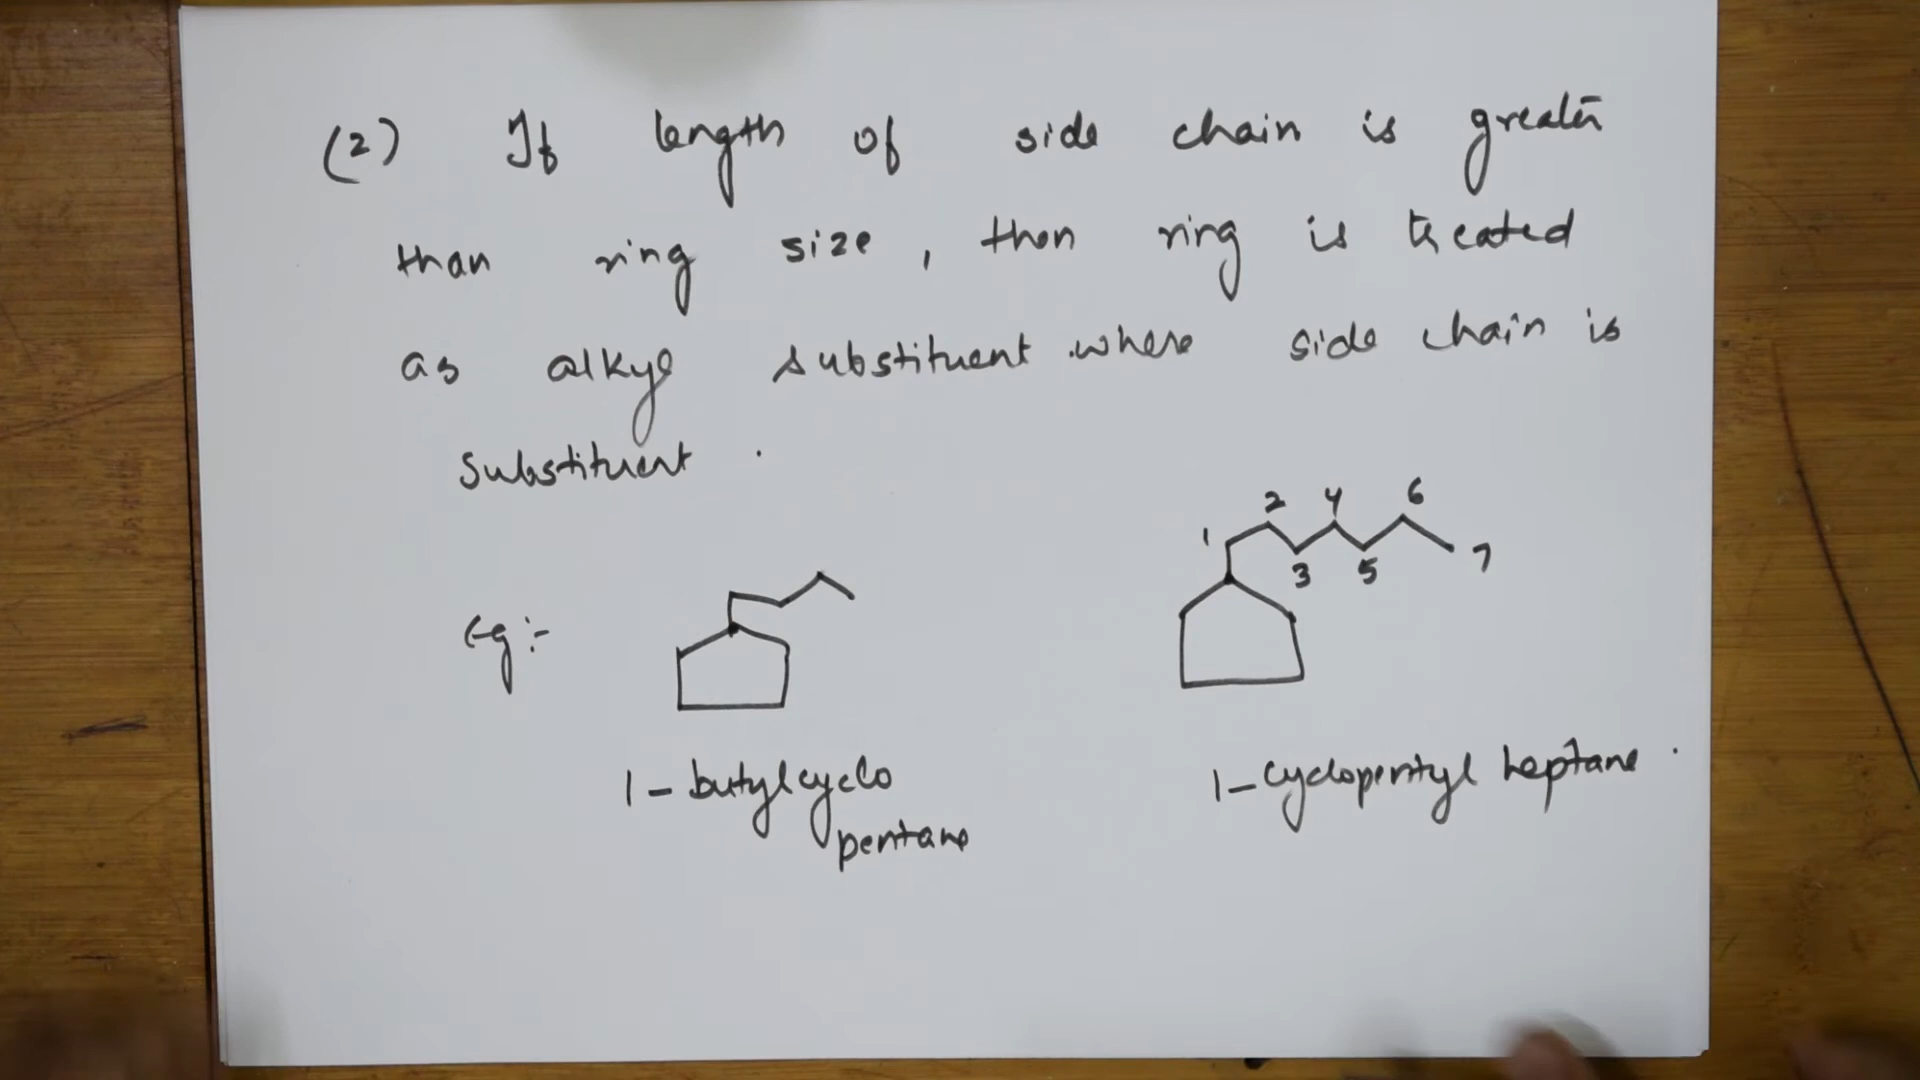 (2) If length of side chain is greater
than ring size, then ring is treated
as alkyl substituent where side chain is
substituent.
1 2 3 4 5 6 7
Eg:-
1-butylcyclo
pentane
1-cyclopentyl heptane.